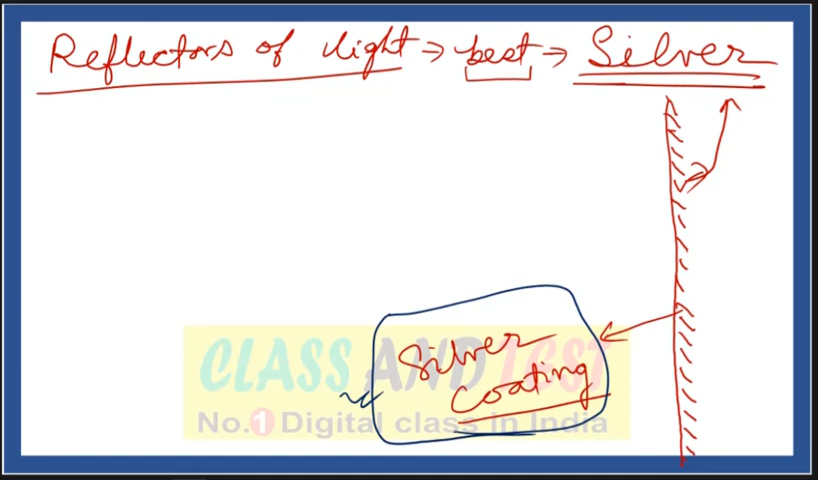 Reflectors of light ⇒ best ⇒ Silver
Silver
coating
CLASS AND TEST
No.1 Digital class in India